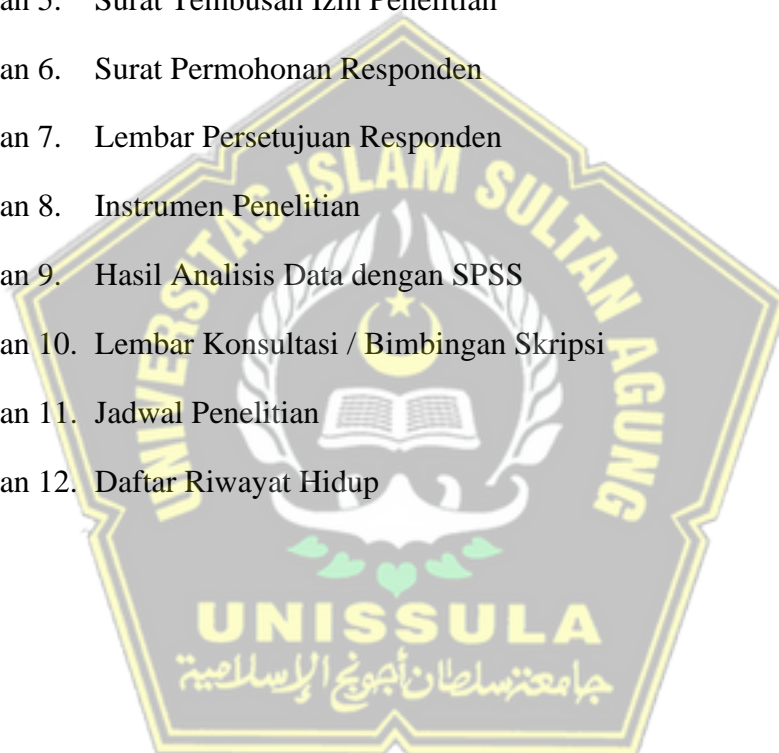 an 5. Surat Tembusan Izin Penelitian
an 6. Surat Permohonan Responden
an 7. Lembar Persetujuan Responden
an 8. Instrumen Penelitian
an 9. Hasil Analisis Data dengan SPSS
an 10. Lembar Konsultasi / Bimbingan Skripsi
an 11. Jadwal Penelitian
an 12. Daftar Riwayat Hidup
UNIVERSITAS ISLAM SULTAN AGUNG
UNISSULA
جامعة سلطان أجونج الإسلامية